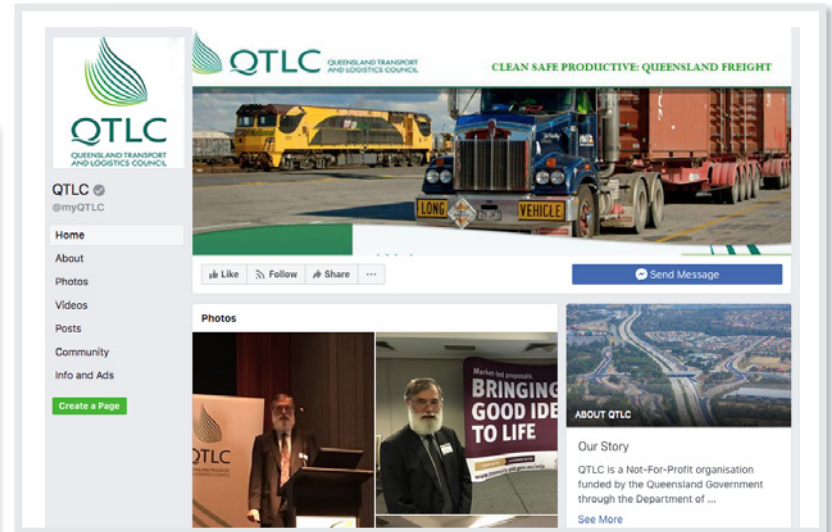 QTLC
QUEENSLAND TRANSPORT
AND LOGISTICS COUNCIL
QTLC
@myQTLC
Home
About
Photos
Videos
Posts
Community
Info and Ads
Create a Page
QTLC QUEENSLAND TRANSPORT
AND LOGISTICS COUNCIL
CLEAN SAFE PRODUCTIVE: QUEENSLAND FREIGHT
LONG VEHICLE
Like Follow Share ...
Send Message
Photos
QTLC
Market-led proposals
BRINGING
GOOD IDE
TO LIFE
ABOUT QTLC
Our Story
QTLC is a Not-For-Profit organisation
funded by the Queensland Government
through the Department of ...
See More